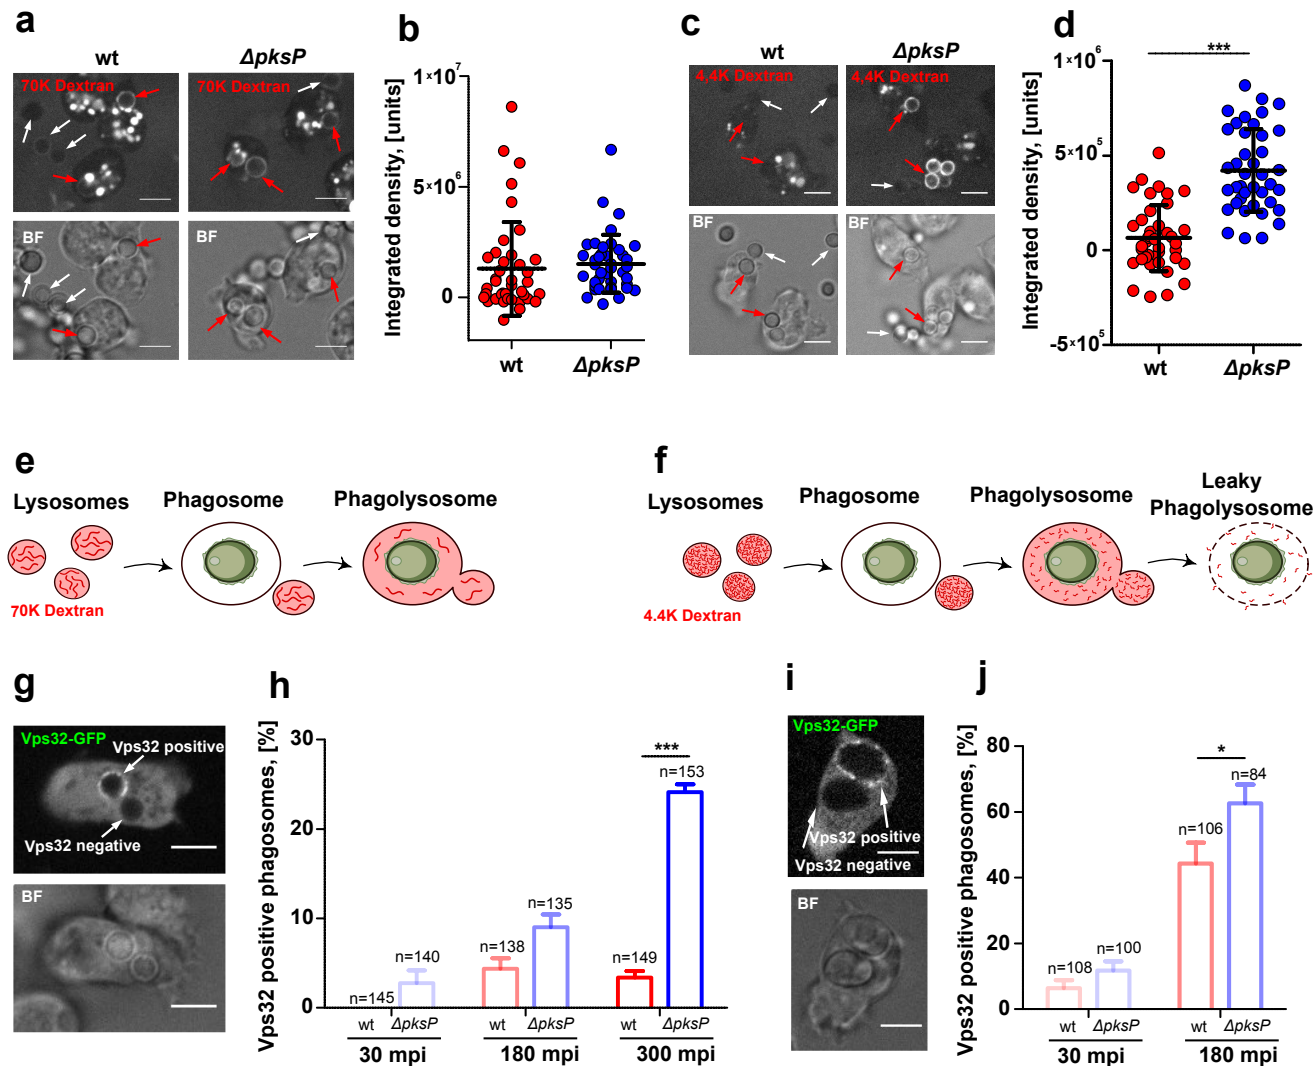 a
wt
ΔpksP
70K Dextran
70K Dextran
BF
BF
b
Integrated density, [units]
1×10⁷
5×10⁶
0
wt
ΔpksP
c
wt
ΔpksP
4,4K Dextran
4,4K Dextran
BF
BF
d
***
Integrated density, [units]
1×10⁶
5×10⁵
0
-5×10⁵
wt
ΔpksP
e
Lysosomes
Phagosome
Phagolysosome
70K Dextran
f
Lysosomes
Phagosome
Phagolysosome
Leaky
Phagolysosome
4.4K Dextran
g
Vps32-GFP
Vps32 positive
Vps32 negative
BF
h
Vps32 positive phagosomes, [%]
30
20
10
0
n=145
n=140
n=138
n=135
n=149
n=153
***
wt
ΔpksP
wt
ΔpksP
wt
ΔpksP
30 mpi
180 mpi
300 mpi
i
Vps32-GFP
Vps32 positive
Vps32 negative
BF
j
Vps32 positive phagosomes, [%]
80
60
40
20
0
n=108
n=100
n=106
n=84
*
wt
ΔpksP
wt
ΔpksP
30 mpi
180 mpi